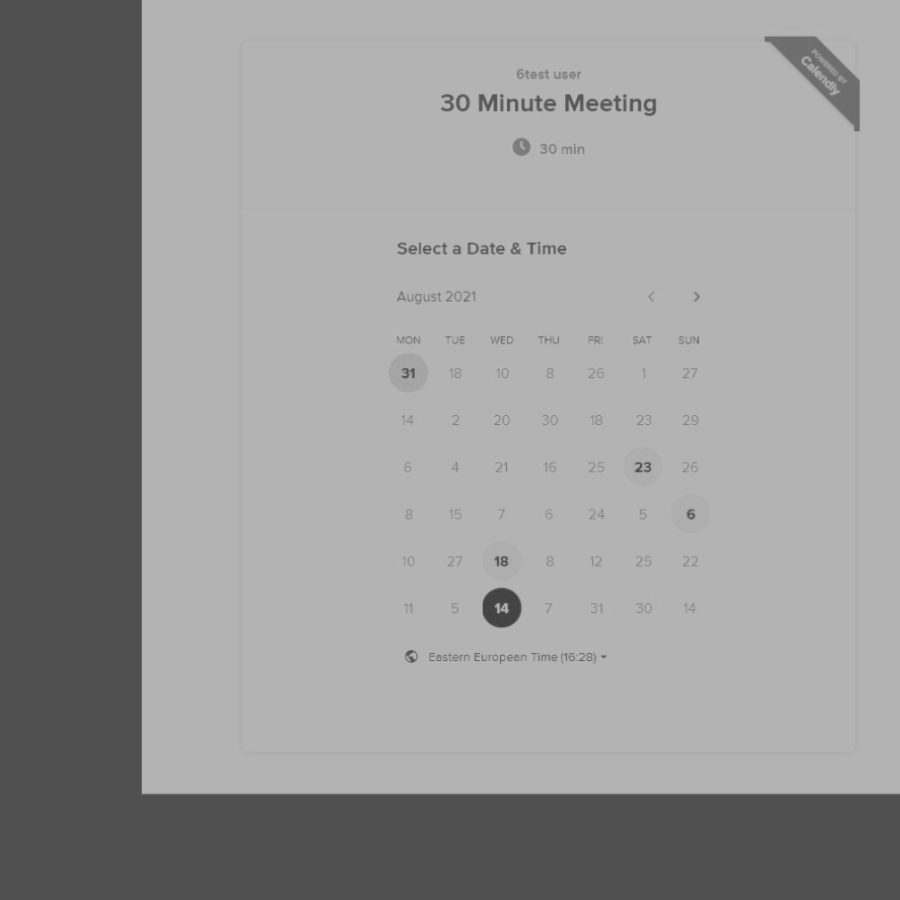 POWERED BY
Calendly
6test user
30 Minute Meeting
30 min
Select a Date & Time
August 2021
MON TUE WED THU FRI SAT SUN
31 18 10 8 26 1 27
14 2 20 30 18 23 29
6 4 21 16 25 23 26
8 15 7 6 24 5 6
10 27 18 8 12 25 22
11 5 14 7 31 30 14
Eastern European Time (16:28)